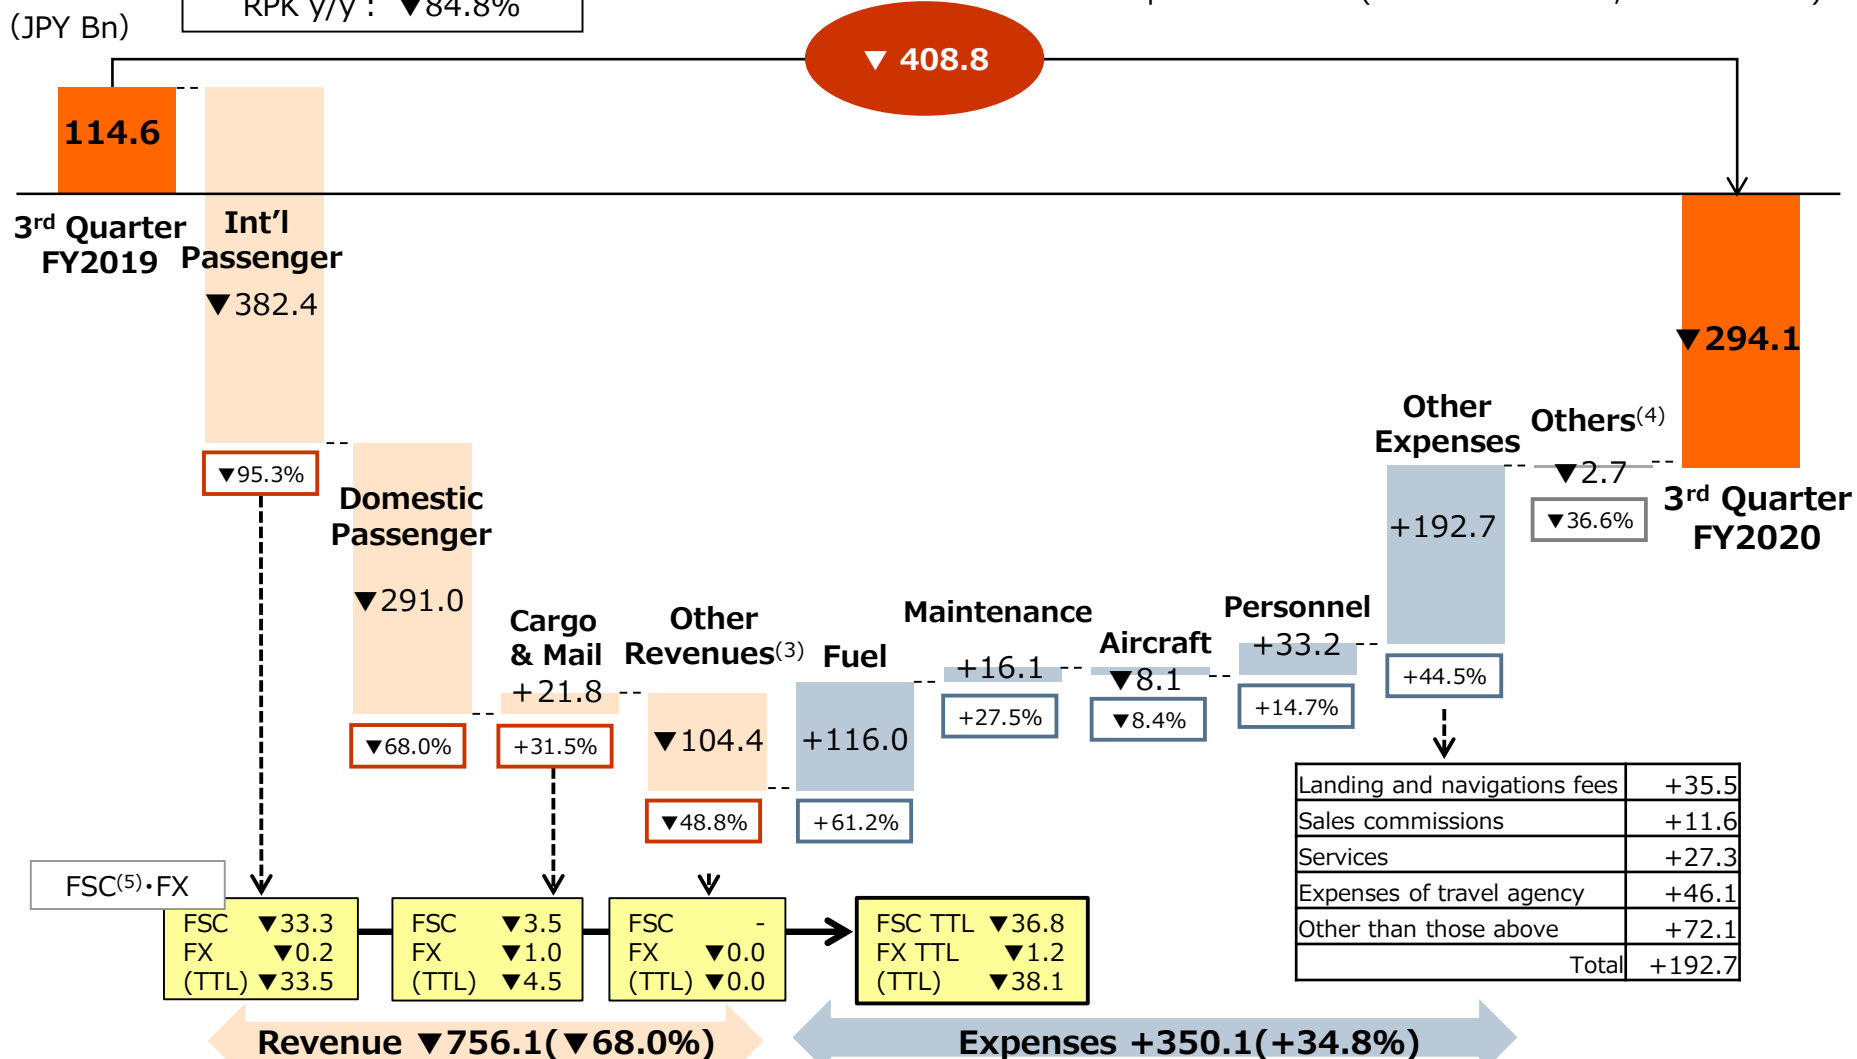 RPK y/y : ▼84.8%
(JPY Bn)
▼ 408.8
114.6
3rd Quarter
FY2019
Int'l
Passenger
▼382.4
▼95.3%
Domestic
Passenger
▼291.0
▼68.0%
Cargo
& Mail
+21.8
+31.5%
Other
Revenues(3)
▼104.4
▼48.8%
Fuel
+116.0
+61.2%
Maintenance
+16.1
+27.5%
Aircraft
▼8.1
▼8.4%
Personnel
+33.2
+14.7%
Other
Expenses
+192.7
+44.5%
Others(4)
▼2.7
▼36.6%
▼294.1
3rd Quarter
FY2020
Landing and navigations fees +35.5
Sales commissions +11.6
Services +27.3
Expenses of travel agency +46.1
Other than those above +72.1
Total +192.7
FSC(5)・FX
FSC ▼33.3
FX ▼0.2
(TTL) ▼33.5
FSC ▼3.5
FX ▼1.0
(TTL) ▼4.5
FSC -
FX ▼0.0
(TTL) ▼0.0
FSC TTL ▼36.8
FX TTL ▼1.2
(TTL) ▼38.1
Revenue ▼756.1(▼68.0%)
Expenses +350.1(+34.8%)